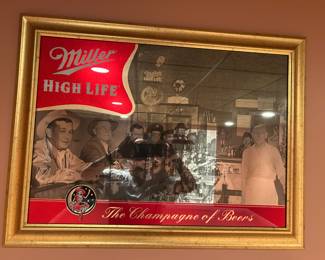 Miller
HIGH LIFE
The Champagne of Beers